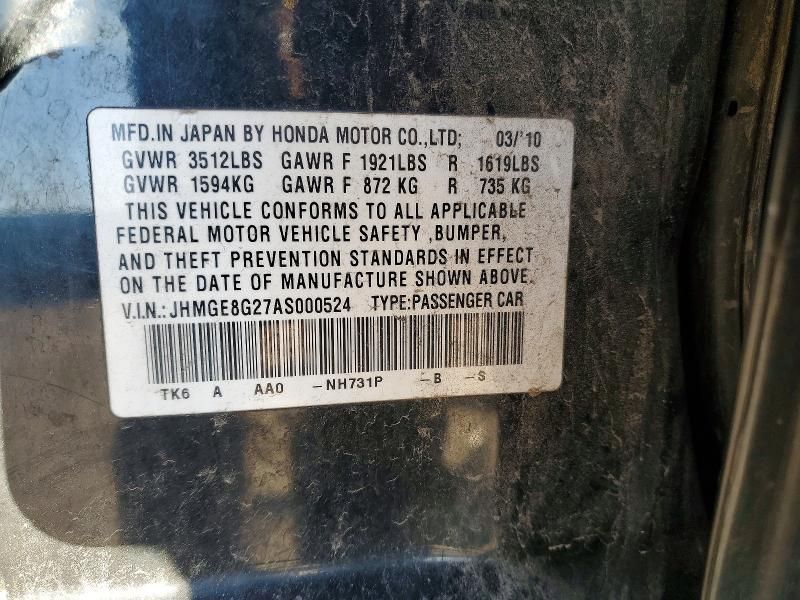 MFD.IN JAPAN BY HONDA MOTOR CO.,LTD; 03/'10
GVWR 3512LBS GAWR F 1921LBS R 1619LBS
GVWR 1594KG GAWR F 872 KG R 735 KG
THIS VEHICLE CONFORMS TO ALL APPLICABLE
FEDERAL MOTOR VEHICLE SAFETY ,BUMPER,
AND THEFT PREVENTION STANDARDS IN EFFECT
ON THE DATE OF MANUFACTURE SHOWN ABOVE.
V.I.N.:JHMGE8G27AS000524 TYPE:PASSENGER CAR
TK6 A AA0 -NH731P -B -S